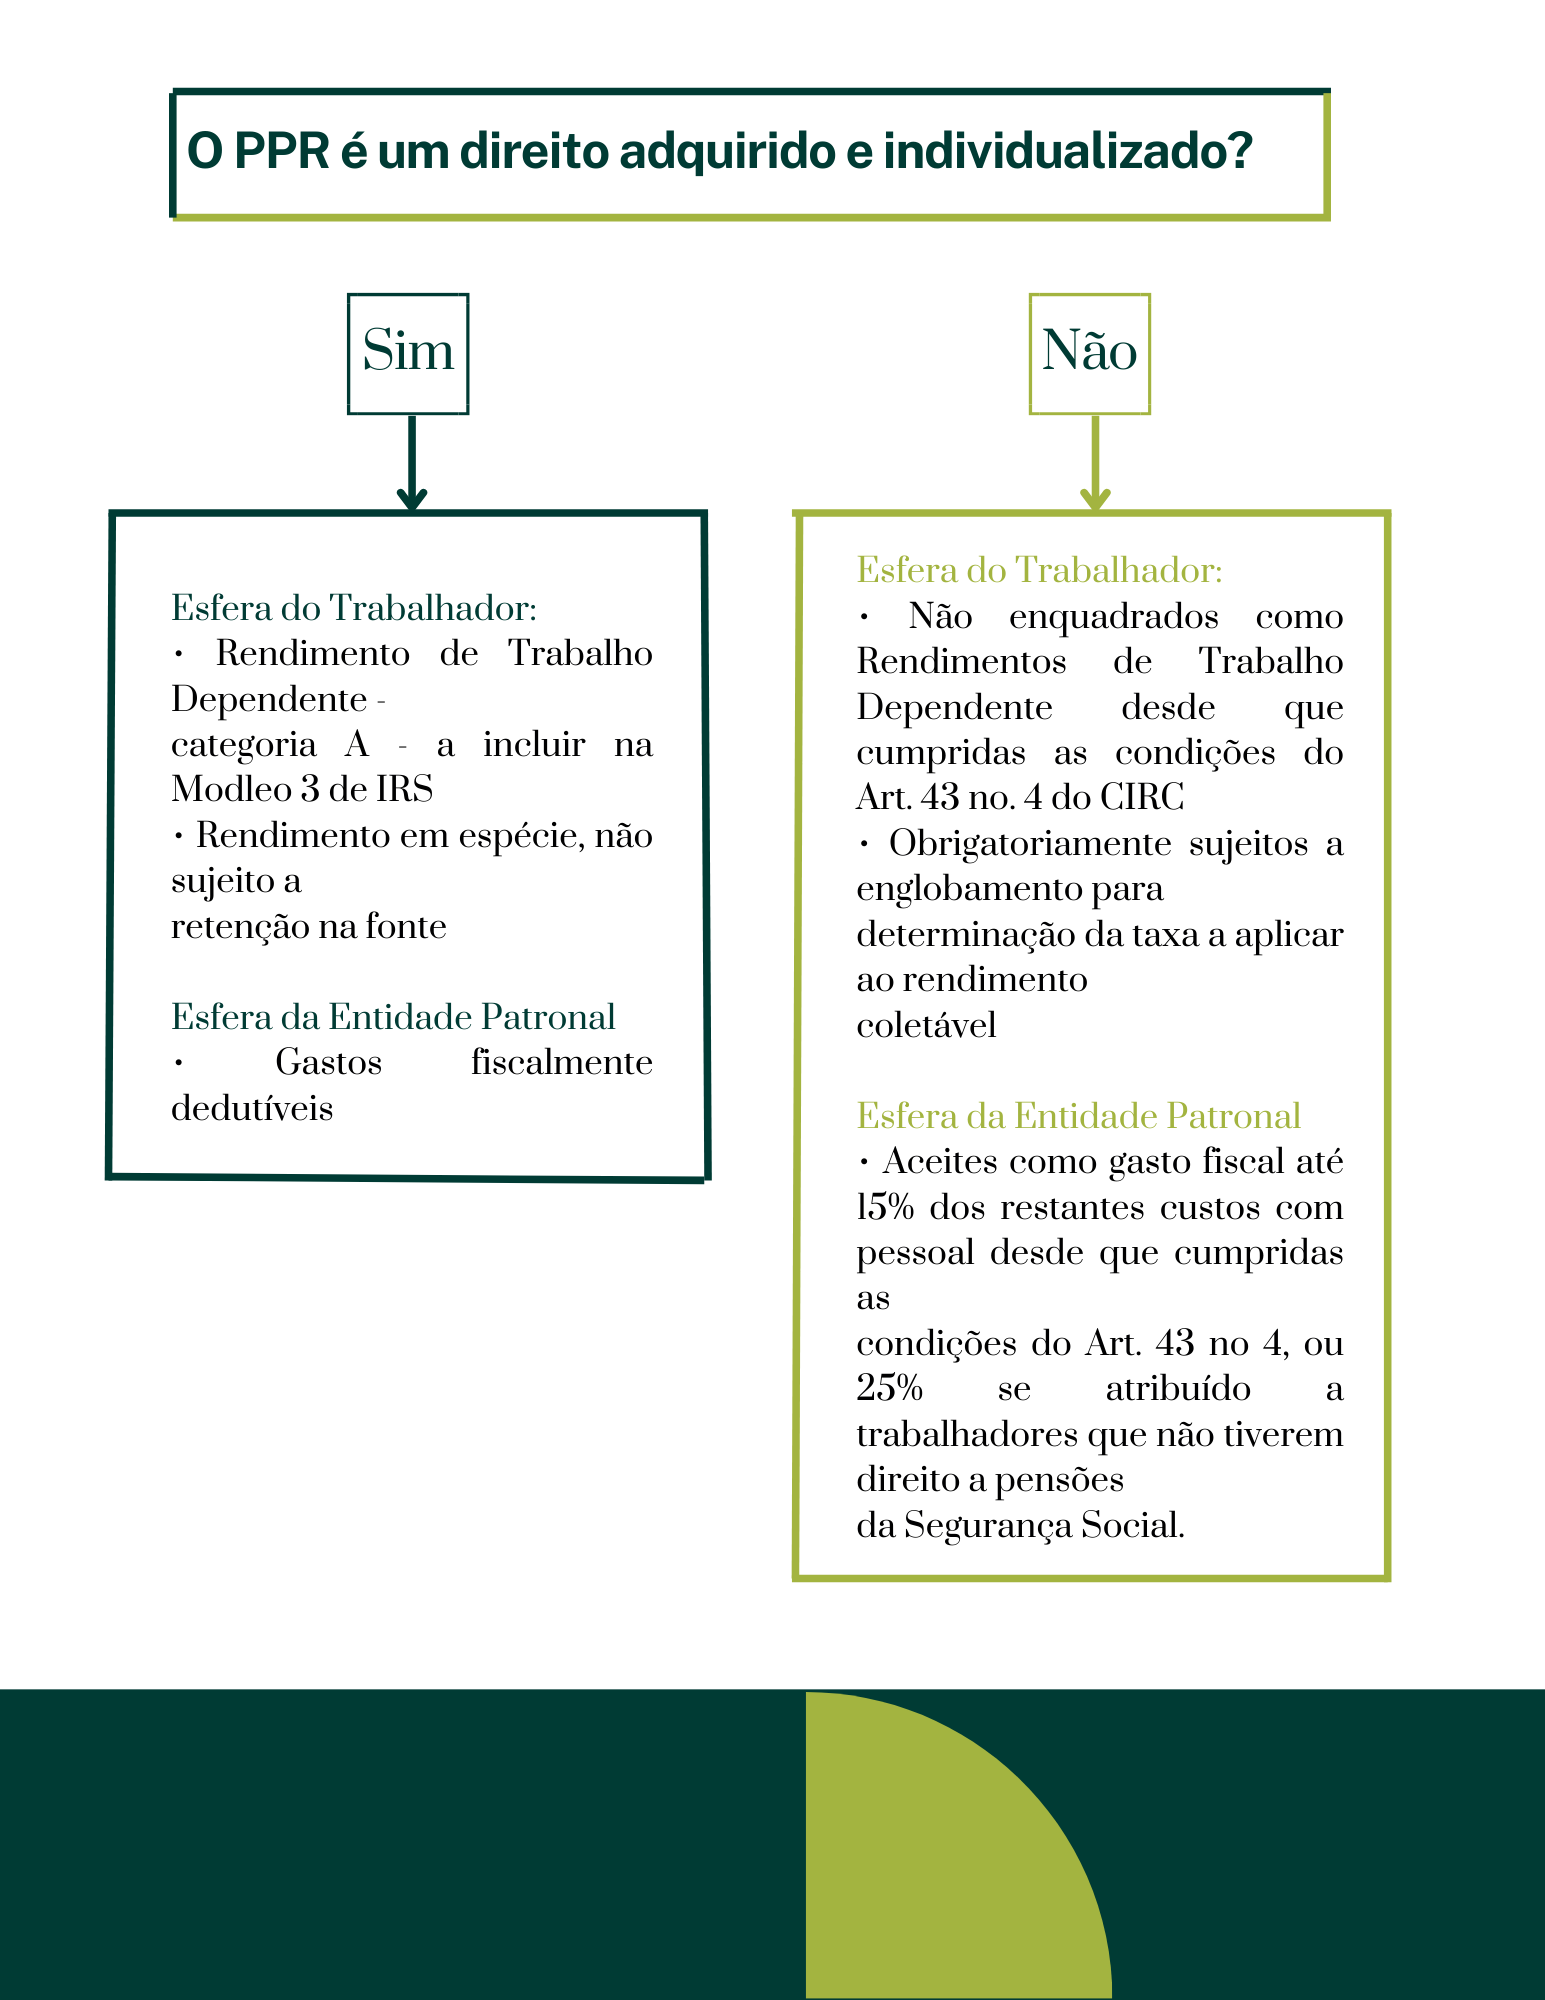 O PPR é um direito adquirido e individualizado?
Sim
Esfera do Trabalhador:
• Rendimento de Trabalho
Dependente -
categoria A - a incluir na
Modleo 3 de IRS
• Rendimento em espécie, não
sujeito a
retenção na fonte
Esfera da Entidade Patronal
• Gastos fiscalmente
dedutíveis
Não
Esfera do Trabalhador:
• Não enquadrados como
Rendimentos de Trabalho
Dependente desde que
cumpridas as condições do
Art. 43 no. 4 do CIRC
• Obrigatoriamente sujeitos a
englobamento para
determinação da taxa a aplicar
ao rendimento
coletável
Esfera da Entidade Patronal
• Aceites como gasto fiscal até
15% dos restantes custos com
pessoal desde que cumpridas
as
condições do Art. 43 no 4, ou
25% se atribuído a
trabalhadores que não tiverem
direito a pensões
da Segurança Social.